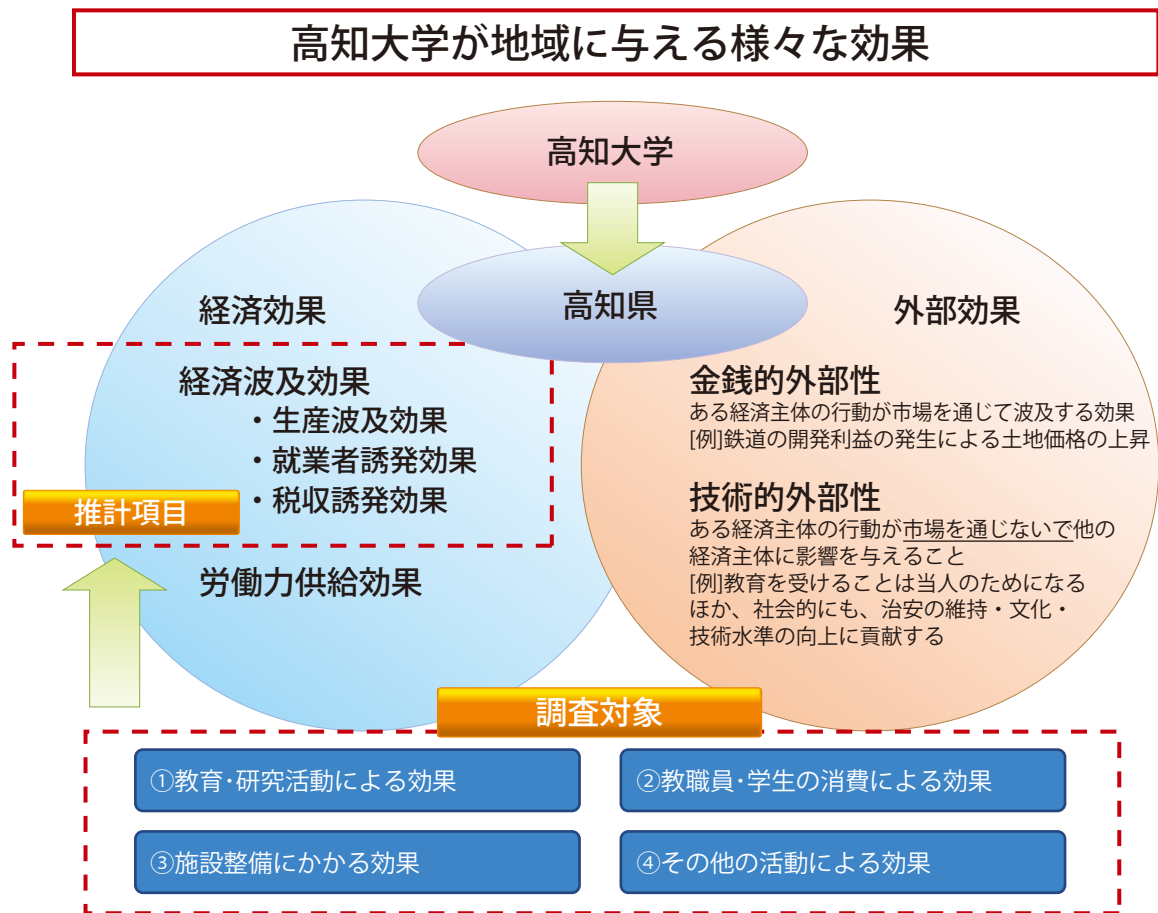 高知大学が地域に与える様々な効果
高知大学
高知県
経済効果
経済波及効果
・生産波及効果
・就業者誘発効果
・税収誘発効果
推計項目
労働力供給効果
外部効果
金銭的外部性
ある経済主体の行動が市場を通じて波及する効果
[例]鉄道の開発利益の発生による土地価格の上昇
技術的外部性
ある経済主体の行動が市場を通じないで他の
経済主体に影響を与えること
[例]教育を受けることは当人のためになる
ほか、社会的にも、治安の維持・文化・
技術水準の向上に貢献する
調査対象
①教育･研究活動による効果
②教職員･学生の消費による効果
③施設整備にかかる効果
④その他の活動による効果